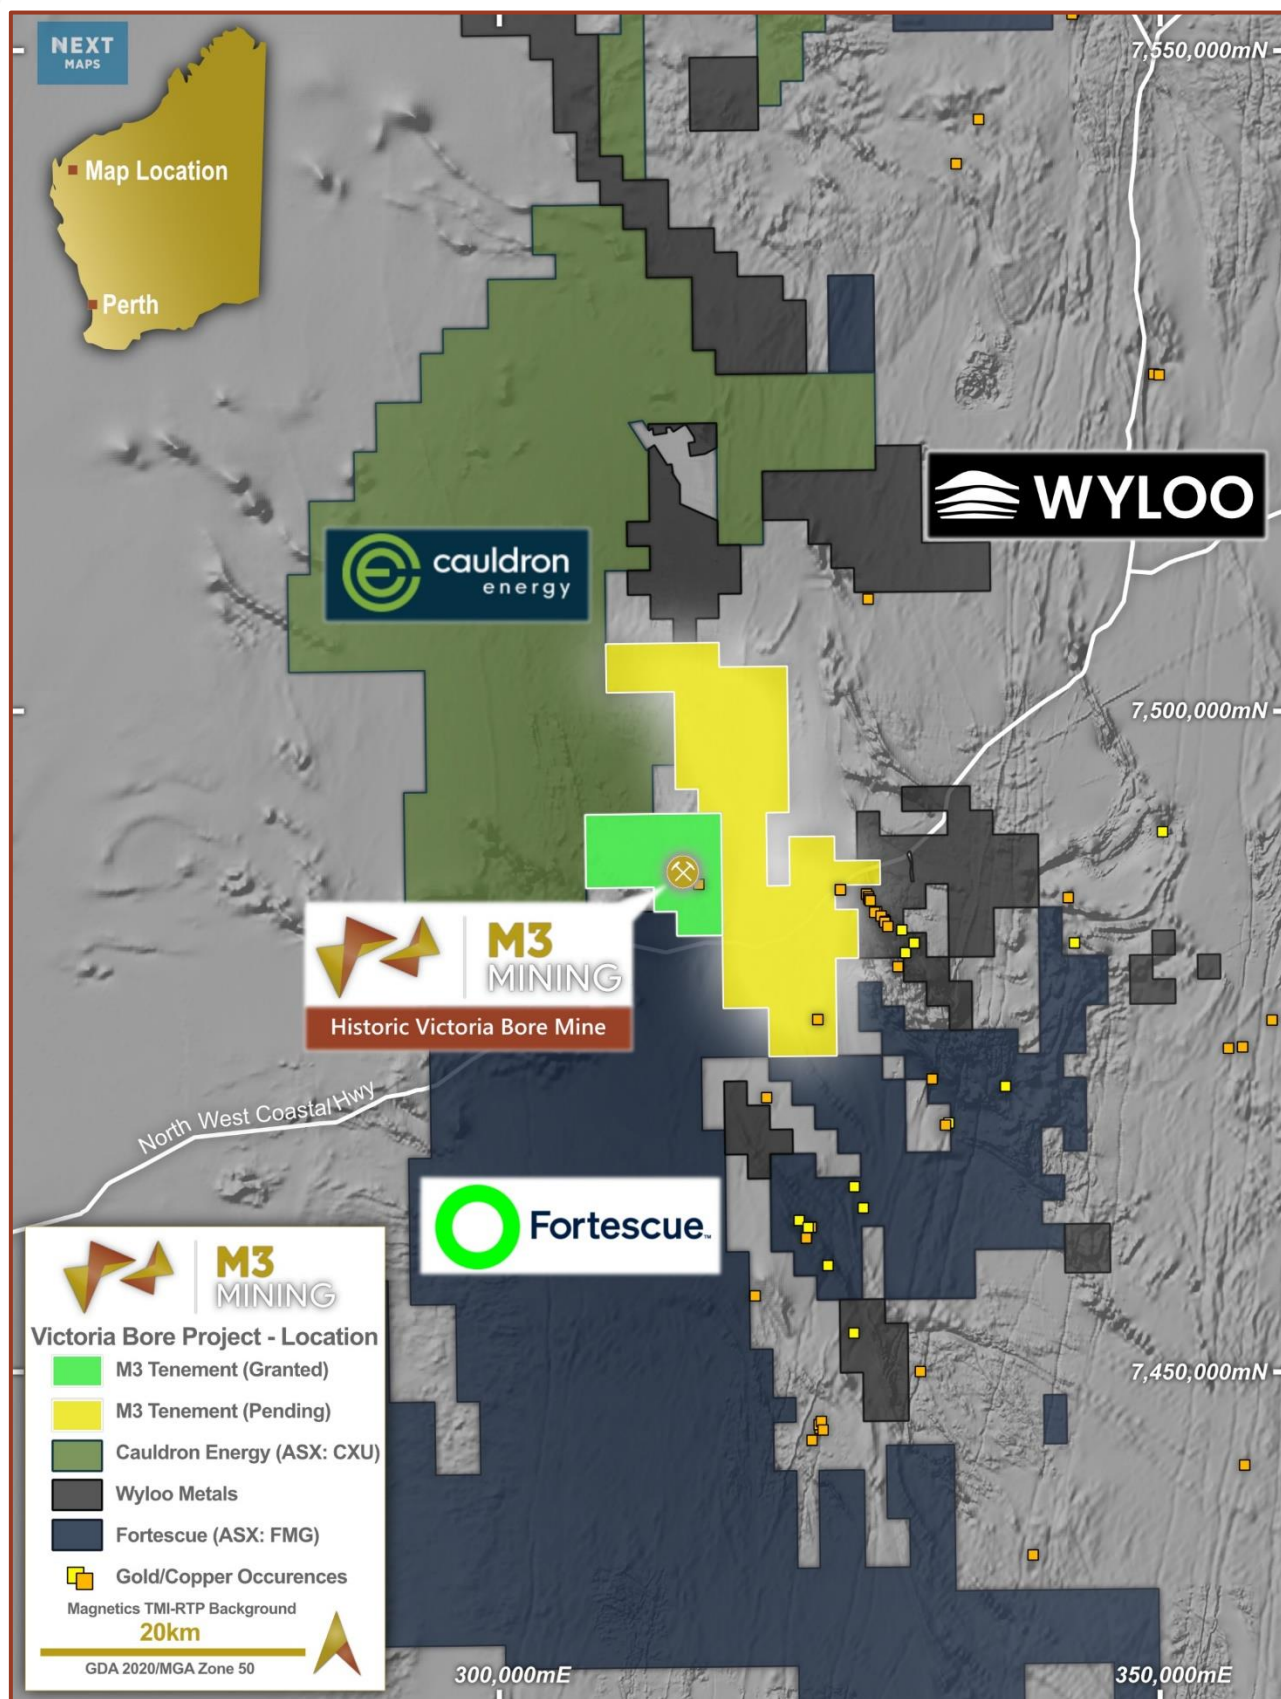 NEXT
MAPS
Map Location
Perth
7,550,000mN
WYLOO
cauldron
energy
7,500,000mN
M3
MINING
Historic Victoria Bore Mine
North West Coastal Hwy
Fortescue™
M3
MINING
Victoria Bore Project - Location
M3 Tenement (Granted)
M3 Tenement (Pending)
Cauldron Energy (ASX: CXU)
Wyloo Metals
Fortescue (ASX: FMG)
Gold/Copper Occurences
Magnetics TMI-RTP Background
20km
GDA 2020/MGA Zone 50
7,450,000mN
300,000mE
350,000mE